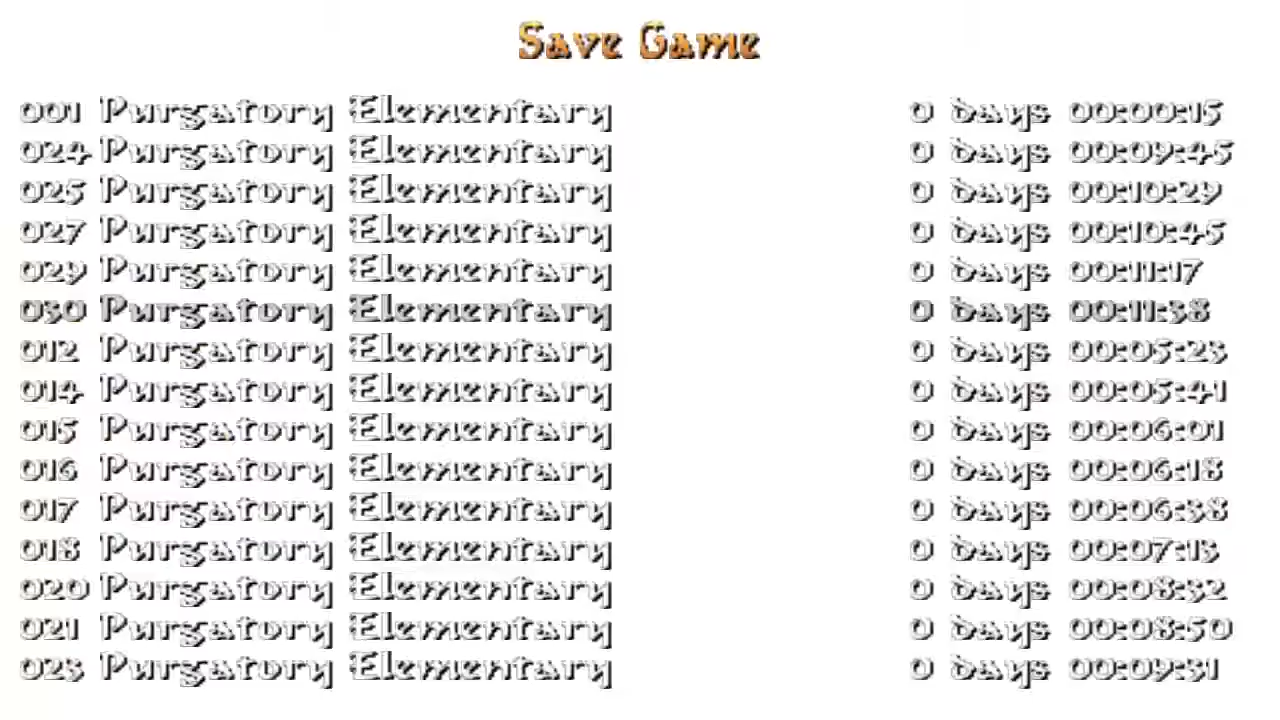 Save Game
001 Purgatory Elementary 0 days 00:00:15
024 Purgatory Elementary 0 days 00:09:45
025 Purgatory Elementary 0 days 00:10:29
027 Purgatory Elementary 0 days 00:10:45
029 Purgatory Elementary 0 days 00:11:17
030 Purgatory Elementary 0 days 00:11:38
012 Purgatory Elementary 0 days 00:05:23
014 Purgatory Elementary 0 days 00:05:41
015 Purgatory Elementary 0 days 00:06:01
016 Purgatory Elementary 0 days 00:06:18
017 Purgatory Elementary 0 days 00:06:38
018 Purgatory Elementary 0 days 00:07:13
020 Purgatory Elementary 0 days 00:08:32
021 Purgatory Elementary 0 days 00:08:50
023 Purgatory Elementary 0 days 00:09:31